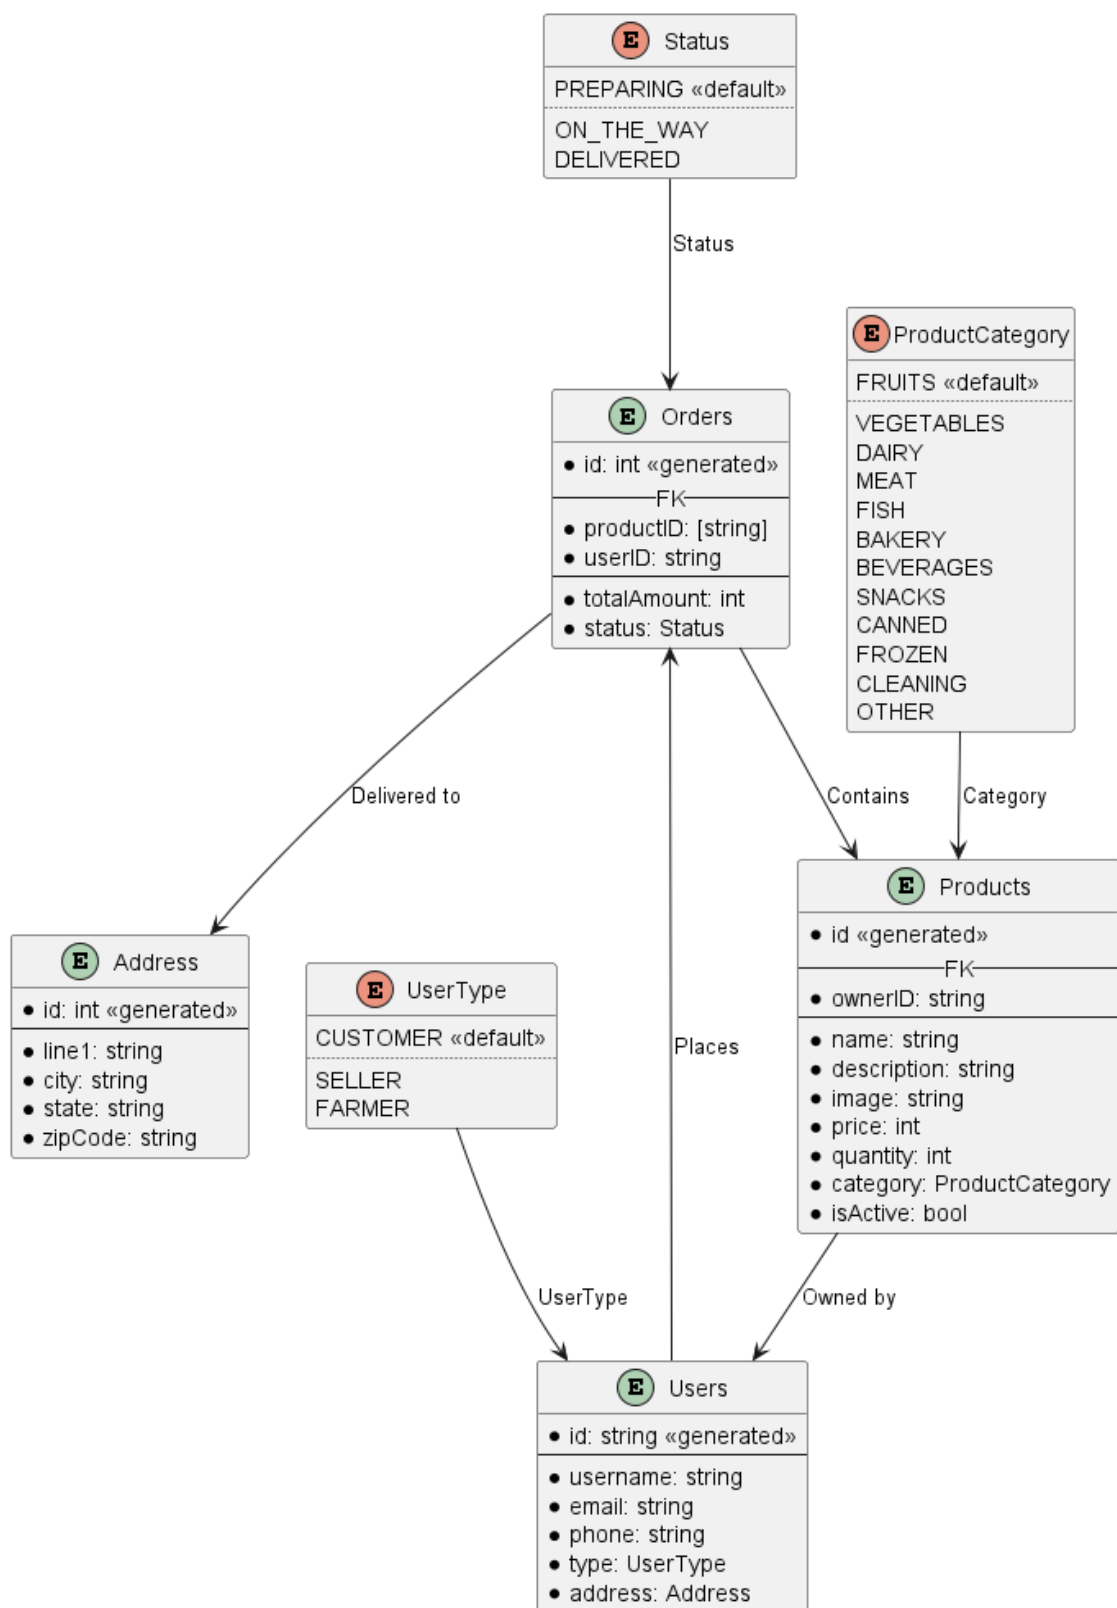 E Status
PREPARING «default»
ON_THE_WAY
DELIVERED
Status
E ProductCategory
FRUITS «default»
VEGETABLES
DAIRY
MEAT
FISH
BAKERY
BEVERAGES
SNACKS
CANNED
FROZEN
CLEANING
OTHER
E Orders
id: int «generated»
FK
productID: [string]
userID: string
totalAmount: int
status: Status
Delivered to
Contains
Category
Places
E Address
id: int «generated»
line1: string
city: string
state: string
zipCode: string
E UserType
CUSTOMER «default»
SELLER
FARMER
E Products
id «generated»
FK
ownerID: string
name: string
description: string
image: string
price: int
quantity: int
category: ProductCategory
isActive: bool
UserType
Owned by
E Users
id: string «generated»
username: string
email: string
phone: string
type: UserType
address: Address